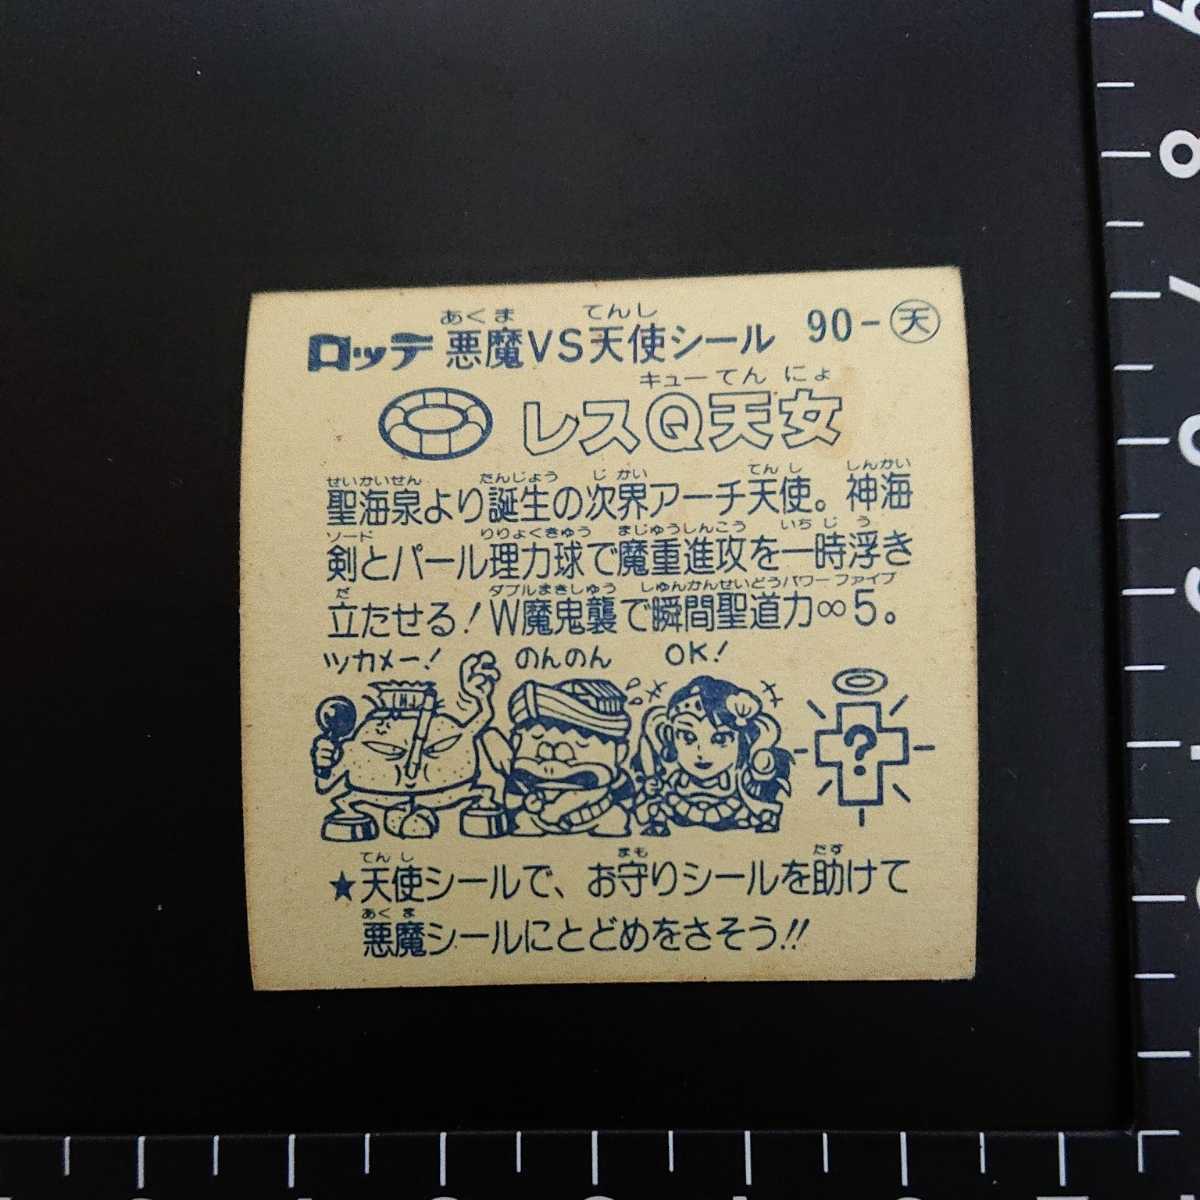 あくま てんし
ロッテ 悪魔VS天使シール 90-天
キューてんにょ
レスQ天女
せいかいせん たんじょう じかい てんし しんかい
聖海泉より誕生の次界アーチ天使。神海
ソード りりょくきゅう まじゅうしんこう いちじう
剣とパール理力球で魔重進攻を一時浮き
だ ダブルまきしゅう しゅんかんせいどうパワーファイブ
立たせる!W魔鬼襲で瞬間聖道力∞5。
ツカメー! のんのん OK!
?
てんし まも たす
★天使シールで、お守りシールを助けて
あくま
悪魔シールにとどめをさそう!!